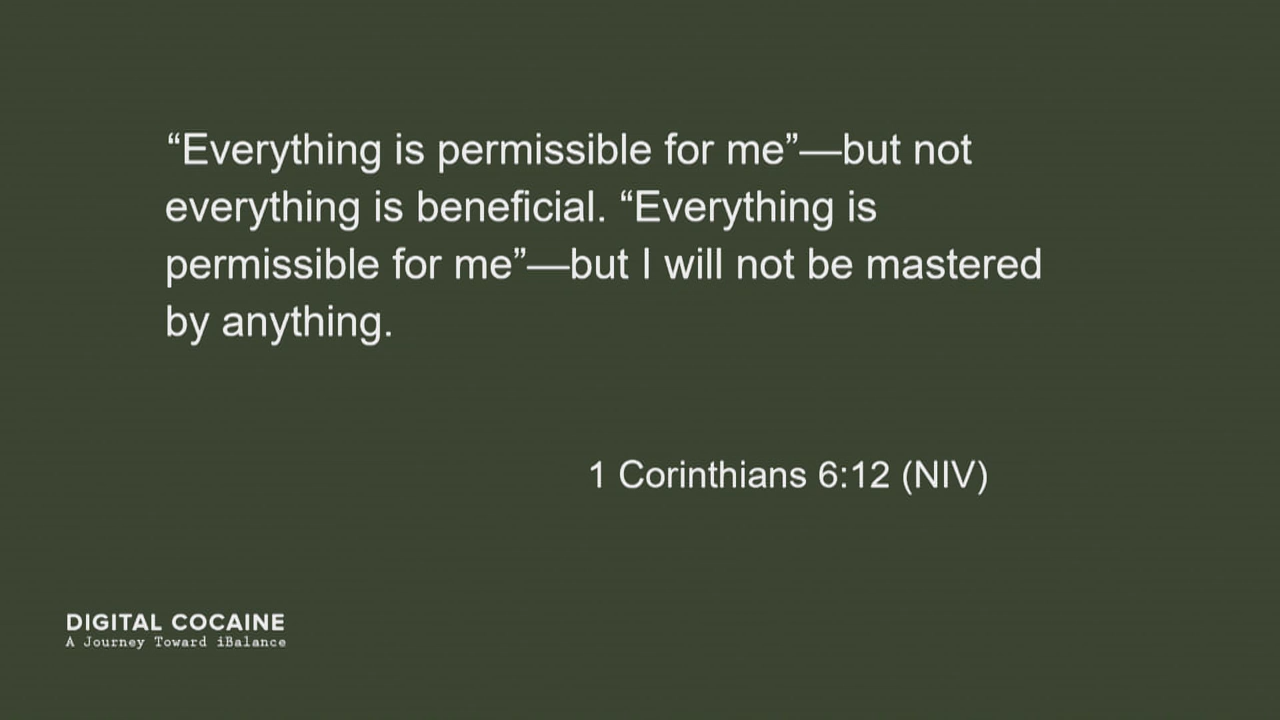 “Everything is permissible for me”—but not
everything is beneficial. “Everything is
permissible for me”—but I will not be mastered
by anything.
1 Corinthians 6:12 (NIV)
DIGITAL COCAINE
A Journey Toward iBalance